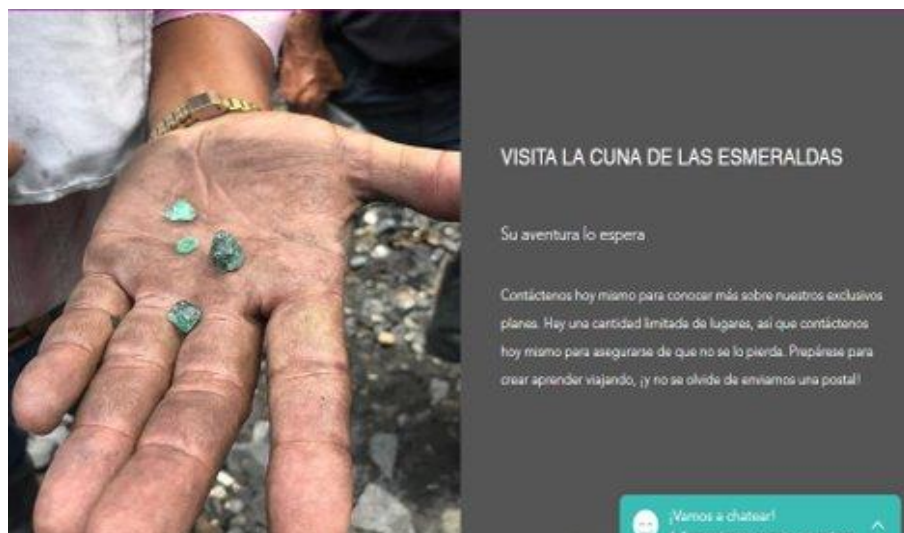 VISITA LA CUNA DE LAS ESMERALDAS
Su aventura lo espera
Contáctenos hoy mismo para conocer más sobre nuestros exclusivos
planes. Hay una cantidad limitada de lugares, así que contáctenos
hoy mismo para asegurarse de que no se lo pierda. Prepárese para
crear aprender viajando, ¡y no se olvide de enviarnos una postal!
¡Vamos a chatear!